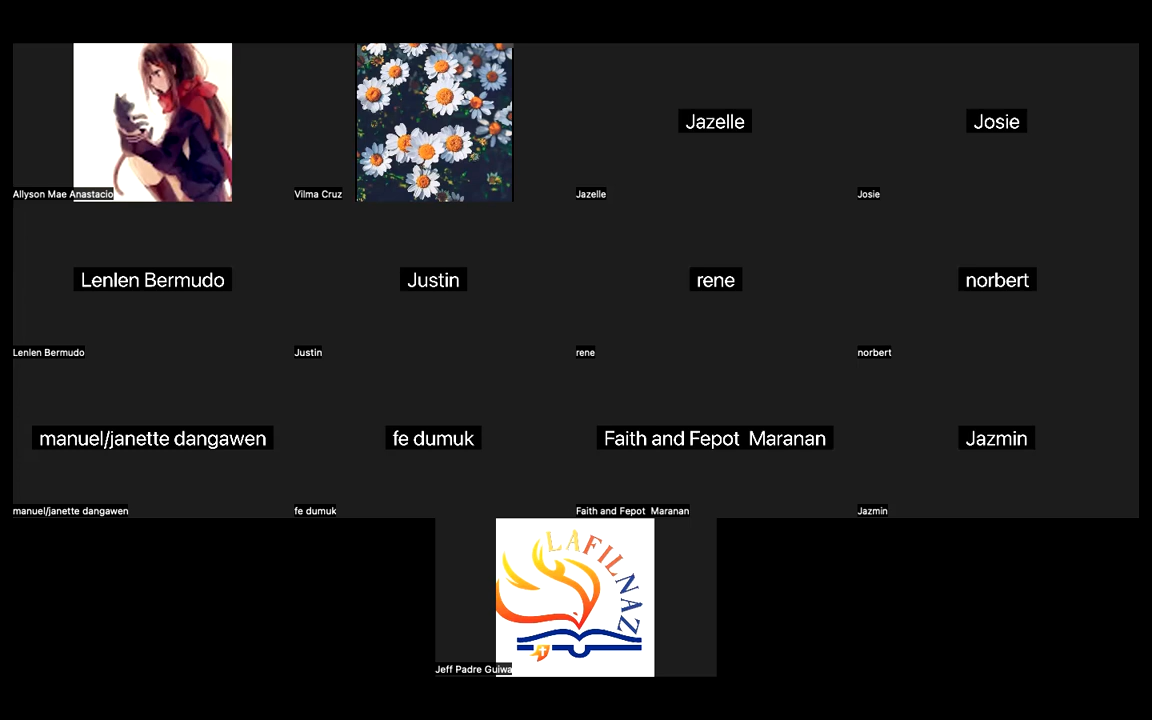 Allyson Mae Anastacio
Vilma Cruz
Jazelle
Jazelle
Josie
Josie
Lenlen Bermudo
Lenlen Bermudo
Justin
Justin
rene
rene
norbert
norbert
manuel/janette dangawen
manuel/janette dangawen
fe dumuk
fe dumuk
Faith and Fepot  Maranan
Faith and Fepot  Maranan
Jazmin
Jazmin
LAFILNAZ
Jeff Padre Guiwa